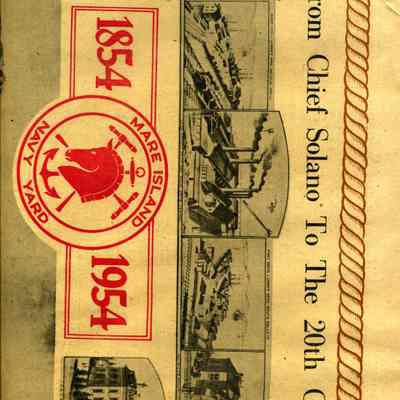 rom Chief Solano To The 20th C
1854
MARE ISLAND
NAVY YARD
1954